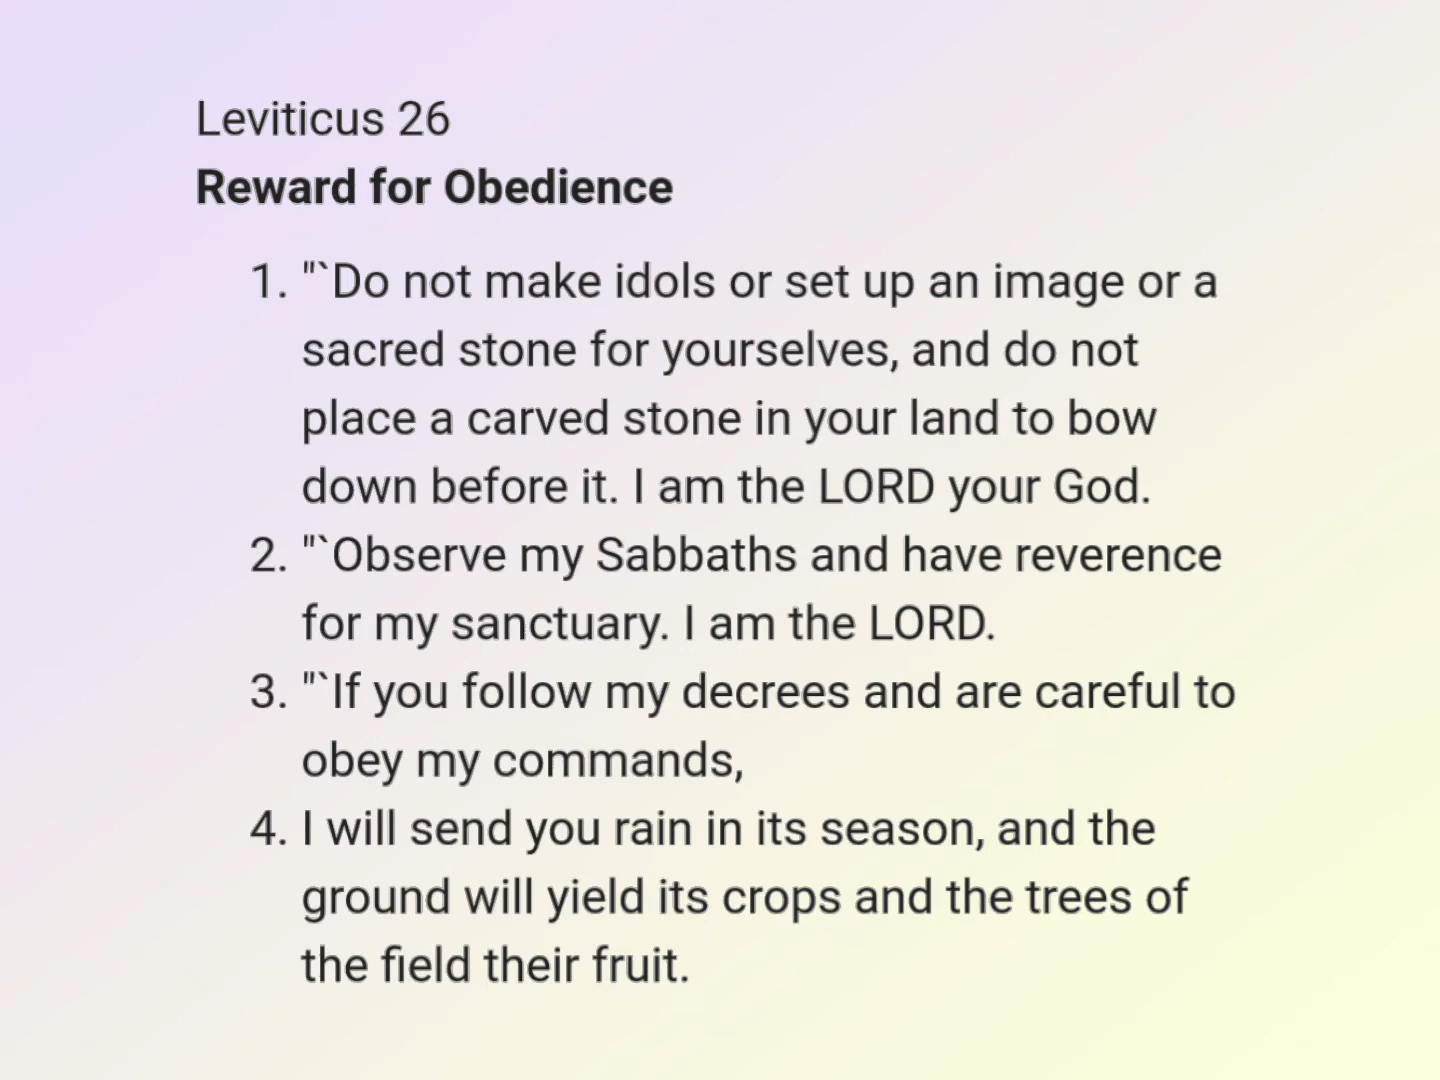 Leviticus 26
Reward for Obedience
1. "`Do not make idols or set up an image or a
sacred stone for yourselves, and do not
place a carved stone in your land to bow
down before it. I am the LORD your God.
2. "`Observe my Sabbaths and have reverence
for my sanctuary. I am the LORD.
3. "`If you follow my decrees and are careful to
obey my commands,
4. I will send you rain in its season, and the
ground will yield its crops and the trees of
the field their fruit.